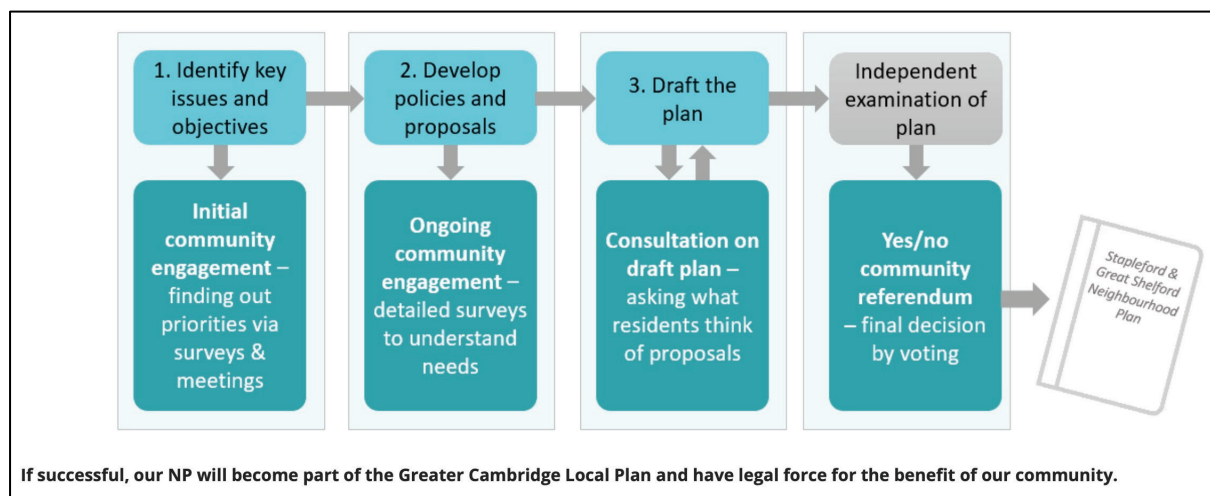 1. Identify key
issues and
objectives
2. Develop
policies and
proposals
3. Draft the
plan
Independent
examination of
plan
Initial
community
engagement –
finding out
priorities via
surveys &
meetings
Ongoing
community
engagement –
detailed surveys
to understand
needs
Consultation on
draft plan –
asking what
residents think
of proposals
Yes/no
community
referendum
– final decision
by voting
Stapleford &
Great Shelford
Neighbourhood
Plan
If successful, our NP will become part of the Greater Cambridge Local Plan and have legal force for the benefit of our community.